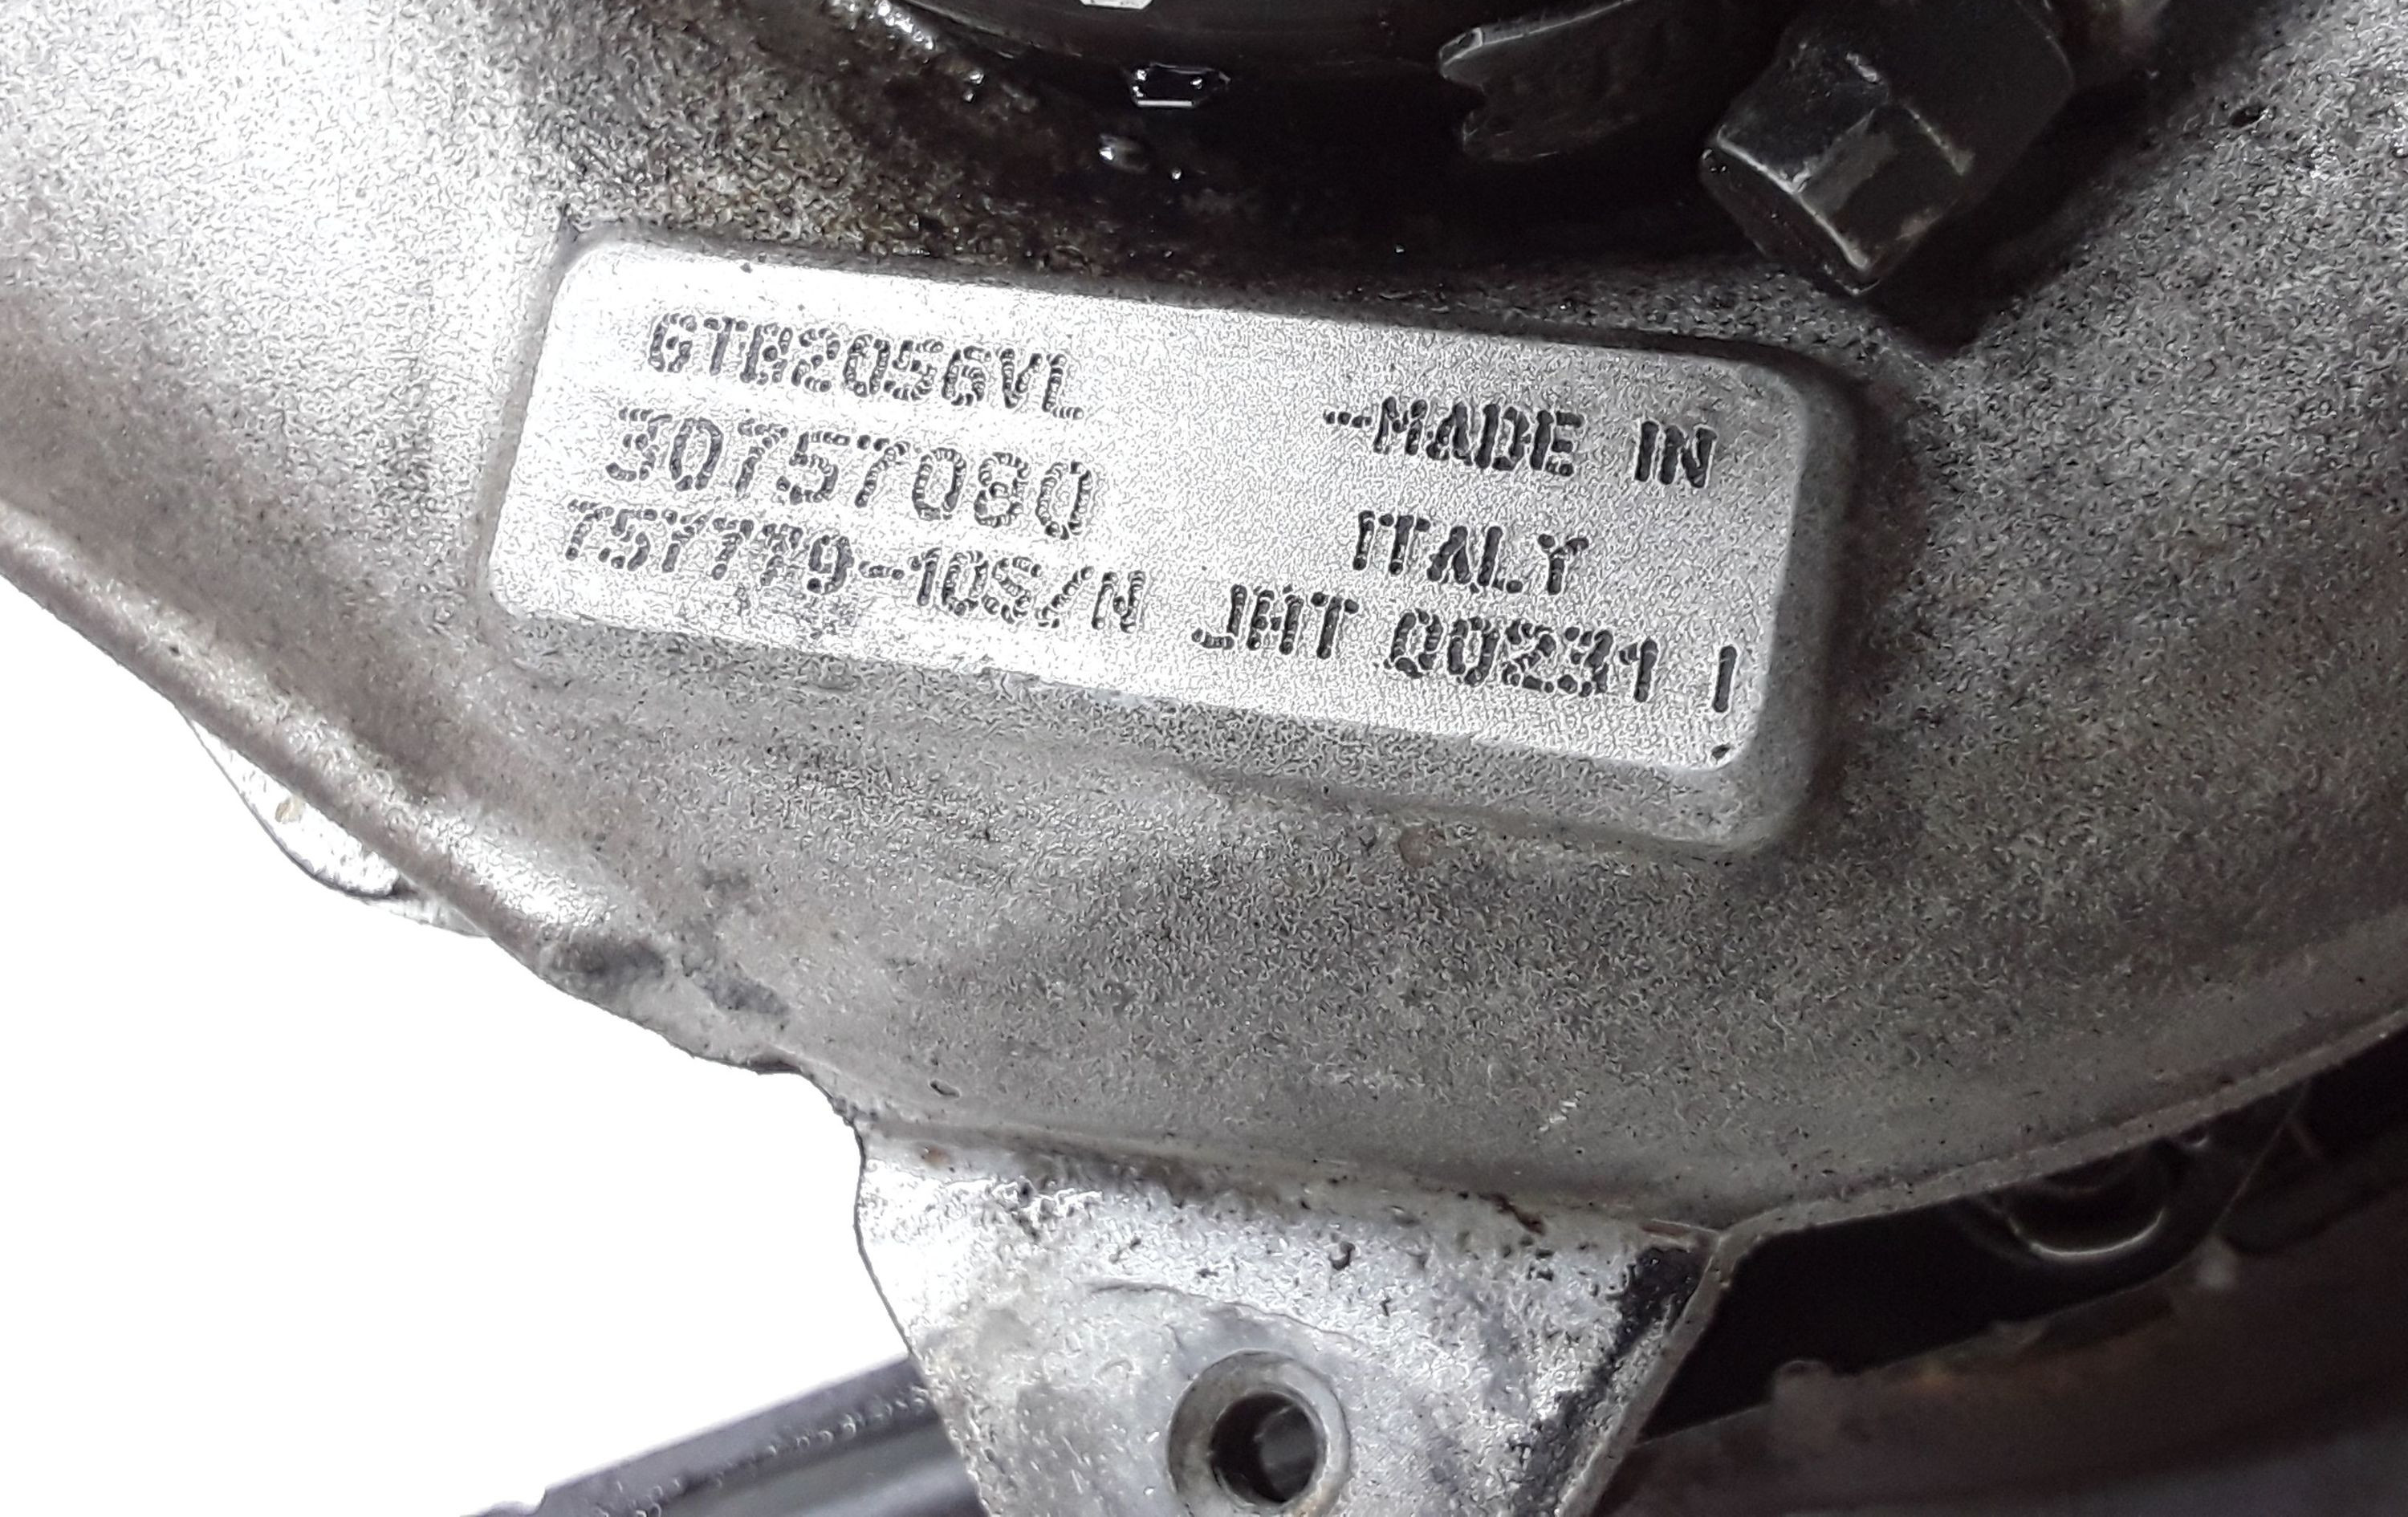 GTB2056VL
30757080
757779-10S/N
-MADE IN
ITALY
JHT 00231 I